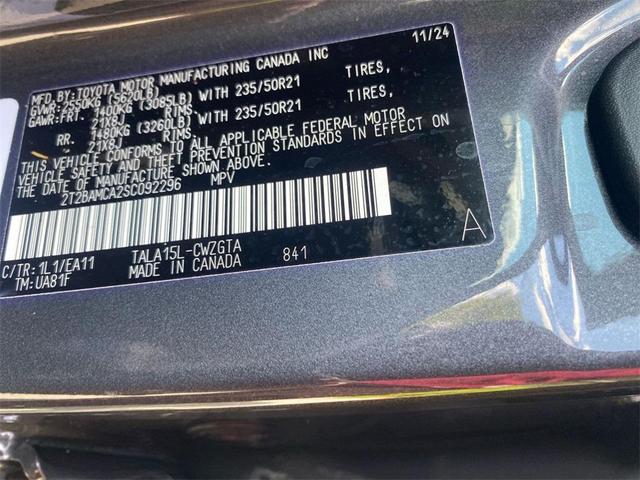 MFD.BY:TOYOTA MOTOR MANUFACTURING CANADA INC 11/24
GVWR:2550KG (5620LB)
GAWR:FRT. 1400KG (3085LB) WITH 235/50R21 TIRES,
21X8J RIMS,
RR. 1480KG (3260LB) WITH 235/50R21 TIRES,
21X8J RIMS.
THIS VEHICLE CONFORMS TO ALL APPLICABLE FEDERAL MOTOR
VEHICLE SAFETY AND THEFT PREVENTION STANDARDS IN EFFECT ON
THE DATE OF MANUFACTURE SHOWN ABOVE.
2T2BAMCA2SC092296 MPV
C/TR:1L1/EA11 TALA15L-CWZGTA 841 A
TM:UA81F MADE IN CANADA